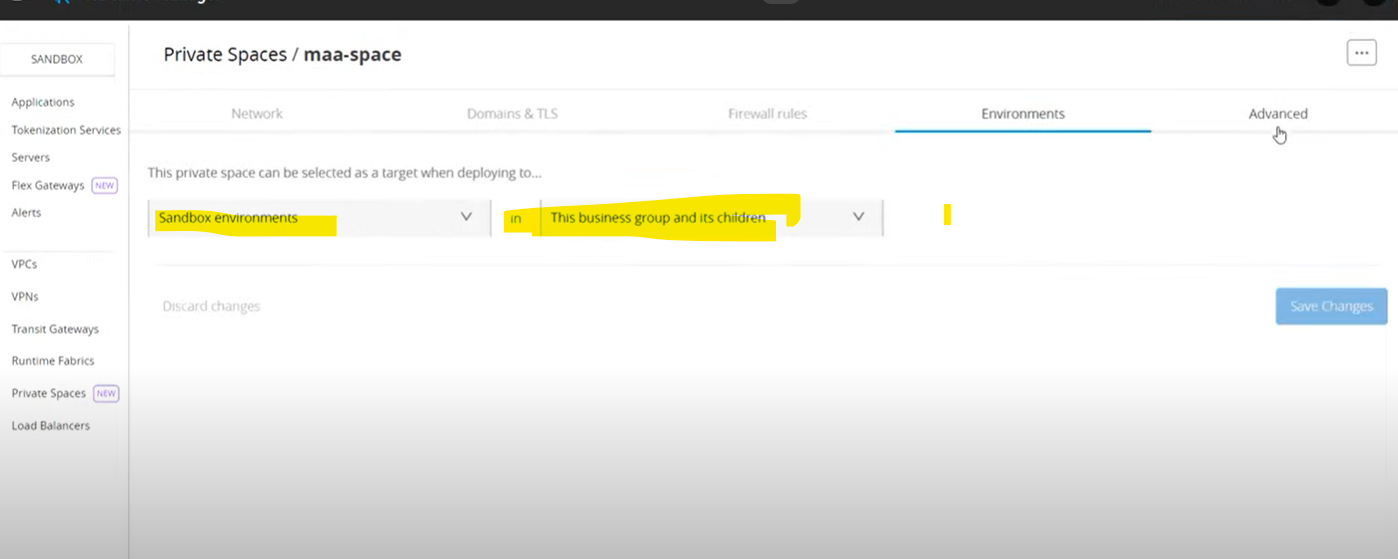 SANDBOX
Applications
Tokenization Services
Servers
Flex Gateways NEW
Alerts
VPCs
VPNs
Transit Gateways
Runtime Fabrics
Private Spaces NEW
Load Balancers
Private Spaces / maa-space
Network Domains & TLS Firewall rules Environments Advanced
This private space can be selected as a target when deploying to...
Sandbox environments in This business group and its children
Discard changes Save Changes